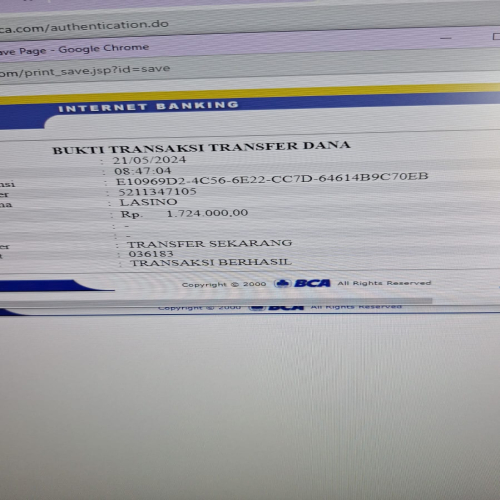 ca.com/authentication.do
ave Page - Google Chrome
om/print_save.jsp?id=save
INTERNET BANKING
BUKTI TRANSAKSI TRANSFER DANA
: 21/05/2024
: 08:47:04
nsi : E10969D2-4C56-6E22-CC7D-64614B9C70EB
er : 5211347105
na : LASINO
: Rp. 1.724.000,00
: -
: -
er : TRANSFER SEKARANG
t : 036183
: TRANSAKSI BERHASIL
Copyright © 2000 BCA All Rights Reserved
Copyright © 2000 BCA All Rights Reserved